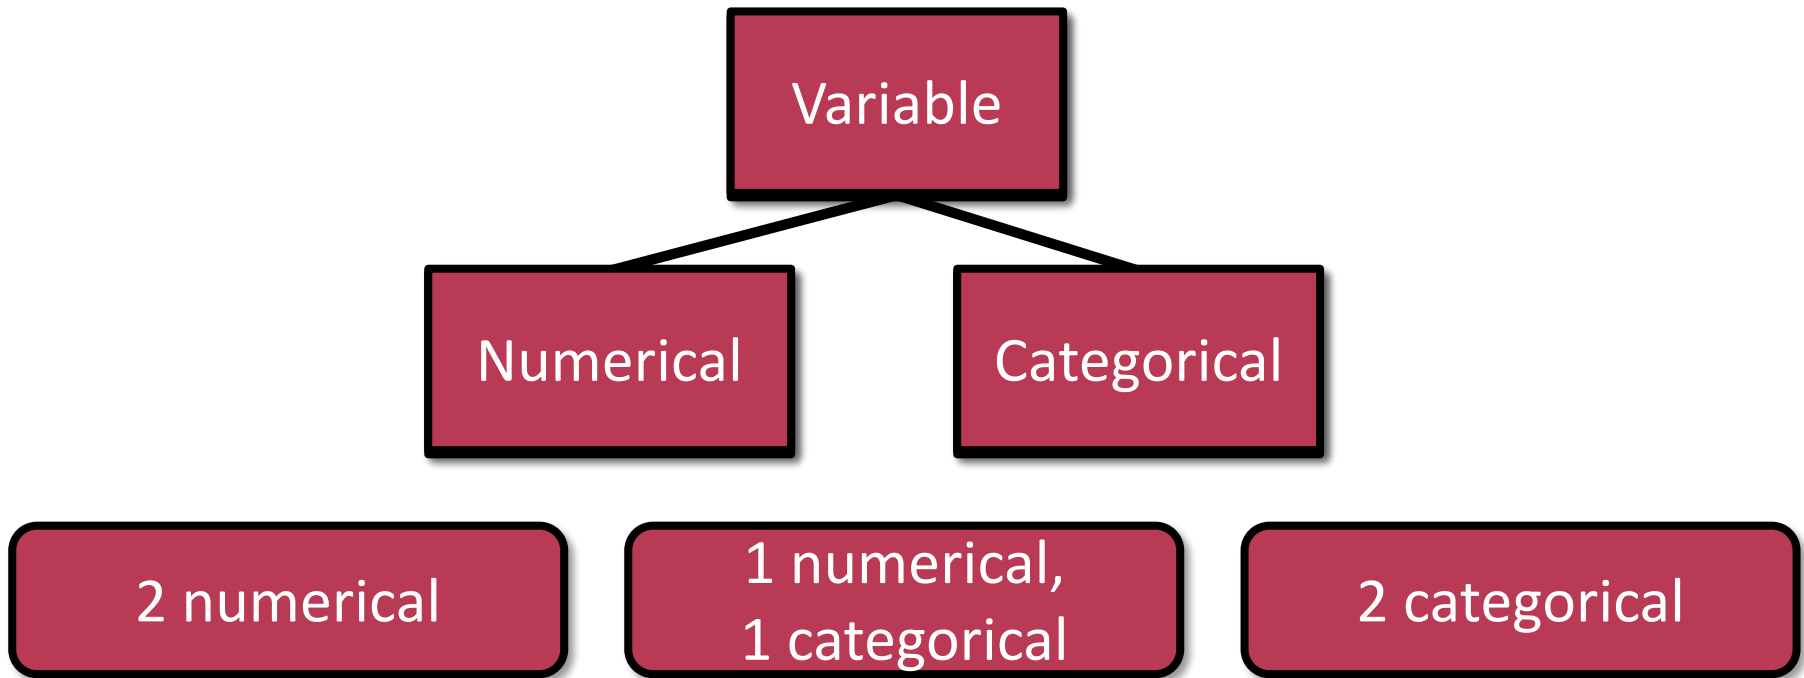 Variable
Numerical
Categorical
2 numerical
1 numerical,
1 categorical
2 categorical